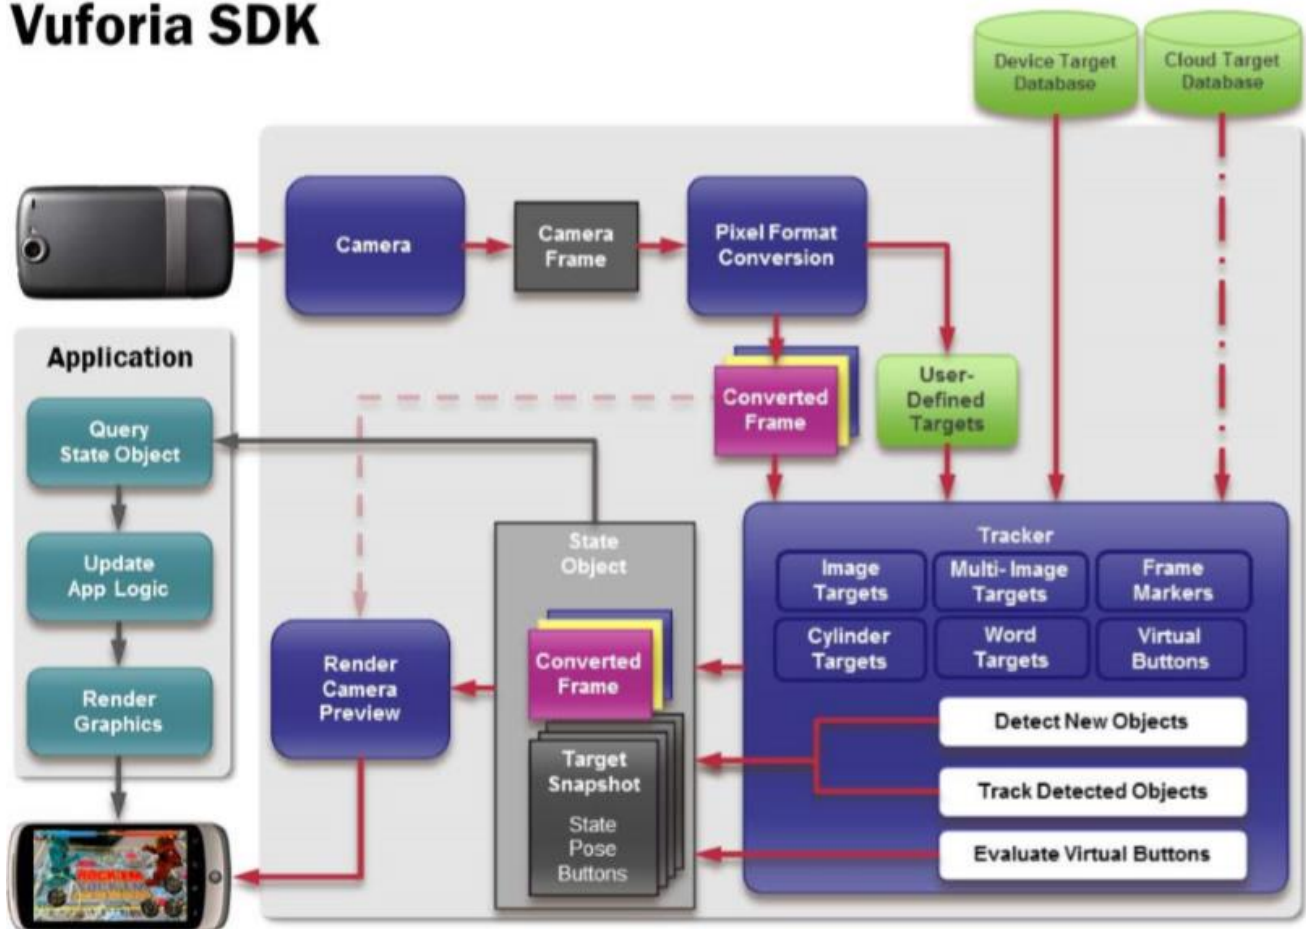 Vuforia SDK
Device Target
Database
Cloud Target
Database
Camera
Camera
Frame
Pixel Format
Conversion
Application
Query
State Object
Update
App Logic
Render
Graphics
Converted
Frame
User-
Defined
Targets
State
Object
Converted
Frame
Target
Snapshot
State
Pose
Buttons
Render
Camera
Preview
Tracker
Image
Targets
Multi-Image
Targets
Frame
Markers
Cylinder
Targets
Word
Targets
Virtual
Buttons
Detect New Objects
Track Detected Objects
Evaluate Virtual Buttons